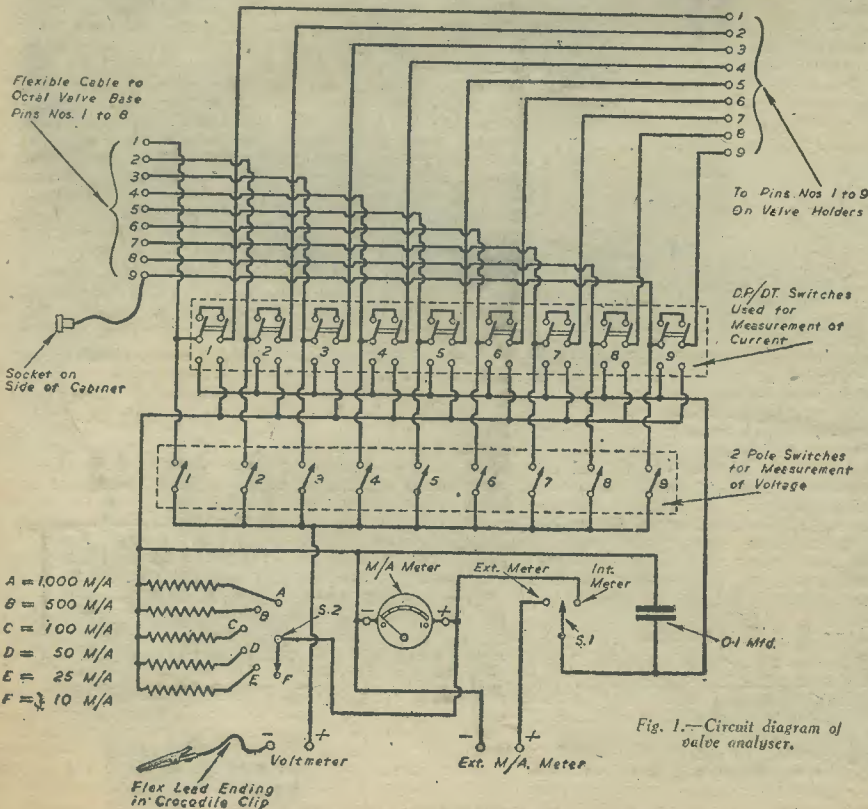 1
2
3
4
5
6
7
8
9
Flexible Cable to
Octal Valve Base
Pins Nos. 1 to 8
1
2
3
4
5
6
7
8
9
To Pins Nos 1 to 9
On Valve Holders
D.P./D.T. Switches
Used for
Measurement of
Current
1 2 3 4 5 6 7 8 9
Socket on
Side of Cabinet
2 Pole Switches
for Measurement
of Voltage
1 2 3 4 5 6 7 8 9
A = 1,000 M/A
B = 500 M/A
C = 100 M/A
D = 50 M/A
E = 25 M/A
F = 10 M/A
A
B
C
D
E
F
S.2
M/A Meter
- +
0 10
Ext. Meter
Int. Meter
S.1
0·1 Mfd.
- +
Voltmeter
- +
Ext. M/A. Meter
Flex Lead Ending
in Crocodile Clip
Fig. 1.—Circuit diagram of
valve analyser.